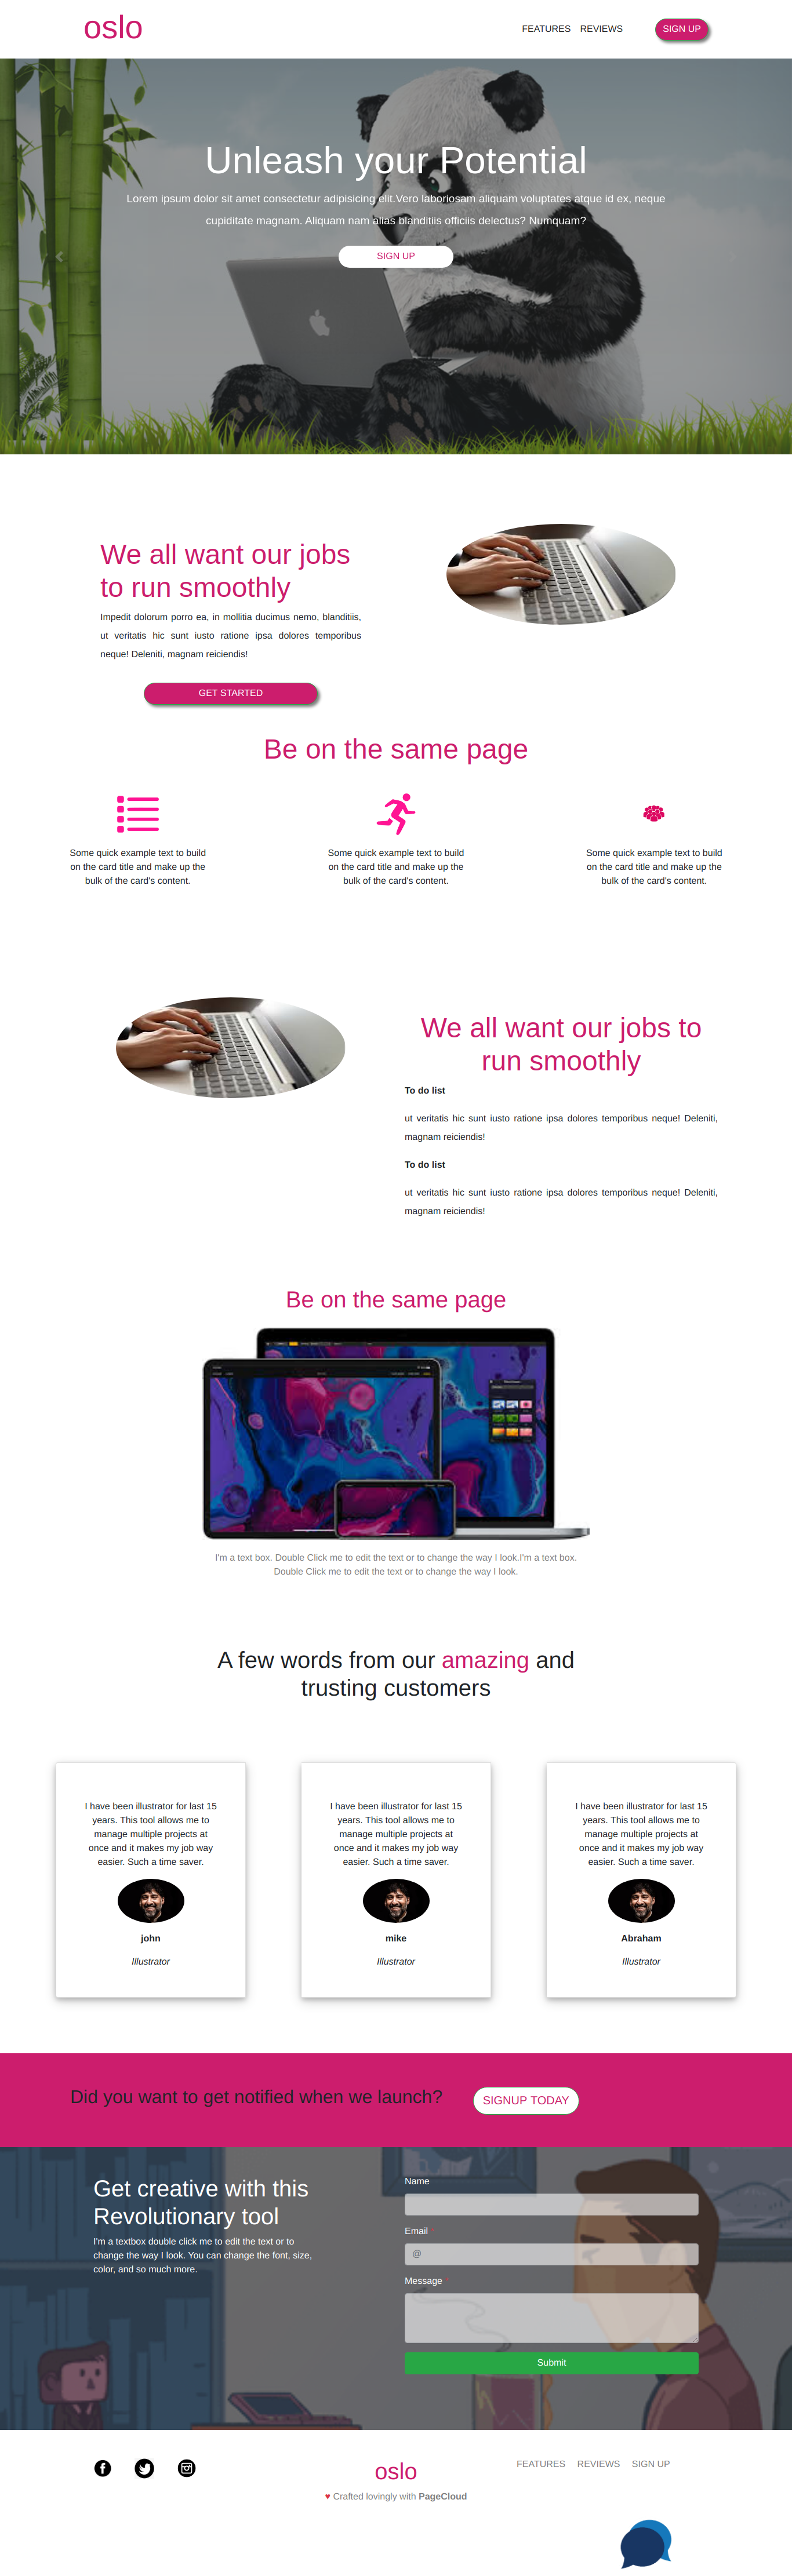 oslo
FEATURES REVIEWS SIGN UP
Unleash your Potential
Lorem ipsum dolor sit amet consectetur adipisicing elit.Vero laboriosam aliquam voluptates atque id ex, neque
cupiditate magnam. Aliquam nam alias blanditiis officiis delectus? Numquam?
SIGN UP
We all want our jobs
to run smoothly
Impedit dolorum porro ea, in mollitia ducimus nemo, blanditiis,
ut veritatis hic sunt iusto ratione ipsa dolores temporibus
neque! Deleniti, magnam reiciendis!
GET STARTED
Be on the same page
Some quick example text to build
on the card title and make up the
bulk of the card's content.
Some quick example text to build
on the card title and make up the
bulk of the card's content.
Some quick example text to build
on the card title and make up the
bulk of the card's content.
We all want our jobs to
run smoothly
To do list
ut veritatis hic sunt iusto ratione ipsa dolores temporibus neque! Deleniti,
magnam reiciendis!
To do list
ut veritatis hic sunt iusto ratione ipsa dolores temporibus neque! Deleniti,
magnam reiciendis!
Be on the same page
I'm a text box. Double Click me to edit the text or to change the way I look.I'm a text box.
Double Click me to edit the text or to change the way I look.
A few words from our amazing and
trusting customers
I have been illustrator for last 15
years. This tool allows me to
manage multiple projects at
once and it makes my job way
easier. Such a time saver.
john
Illustrator
I have been illustrator for last 15
years. This tool allows me to
manage multiple projects at
once and it makes my job way
easier. Such a time saver.
mike
Illustrator
I have been illustrator for last 15
years. This tool allows me to
manage multiple projects at
once and it makes my job way
easier. Such a time saver.
Abraham
Illustrator
Did you want to get notified when we launch?
SIGNUP TODAY
Get creative with this
Revolutionary tool
I'm a textbox double click me to edit the text or to
change the way I look. You can change the font, size,
color, and so much more.
Name
Email *
@
Message *
Submit
oslo
♥ Crafted lovingly with PageCloud
FEATURES REVIEWS SIGN UP